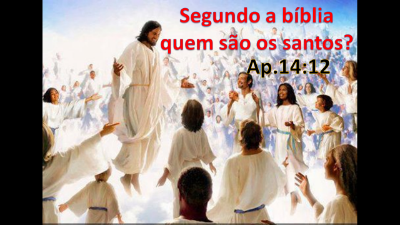 Segundo a bíblia
quem são os santos?
Ap.14:12